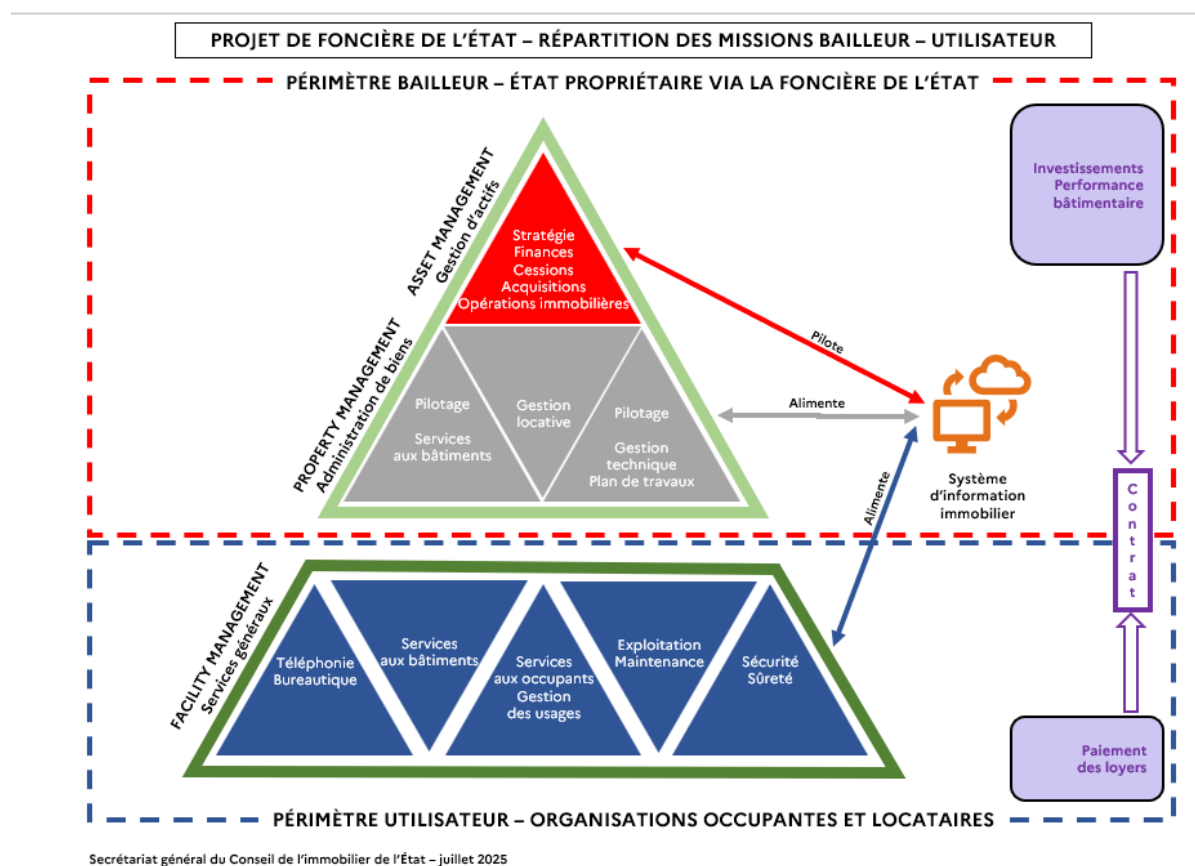 PROJET DE FONCIÈRE DE L'ÉTAT – RÉPARTITION DES MISSIONS BAILLEUR – UTILISATEUR
PÉRIMÈTRE BAILLEUR – ÉTAT PROPRIÉTAIRE VIA LA FONCIÈRE DE L'ÉTAT
ASSET MANAGEMENT
Gestion d'actifs
Stratégie
Finances
Cessions
Acquisitions
Opérations immobilières
PROPERTY MANAGEMENT
Administration de biens
Pilotage
Services
aux bâtiments
Gestion
locative
Pilotage
Gestion
technique
Plan de travaux
Pilote
Alimente
Alimente
Système
d'information
immobilier
Investissements
Performance
bâtimentaire
Contrat
Paiement
des loyers
FACILITY MANAGEMENT
Services généraux
Téléphonie
Bureautique
Services
aux bâtiments
Services
aux occupants
Gestion
des usages
Exploitation
Maintenance
Sécurité
Sûreté
PÉRIMÈTRE UTILISATEUR – ORGANISATIONS OCCUPANTES ET LOCATAIRES
Secrétariat général du Conseil de l'immobilier de l'État – juillet 2025